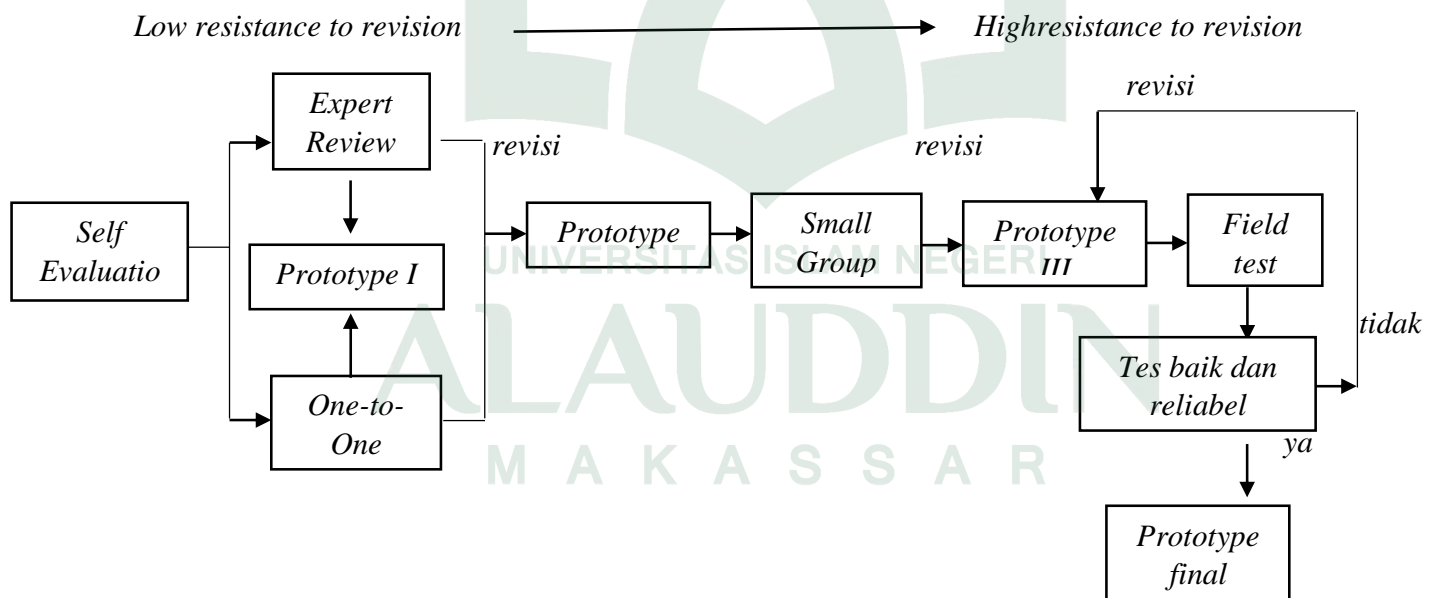 Low resistance to revision
Highresistance to revision
revisi
Expert
Review
revisi
revisi
Self
Evaluatio
Prototype I
Prototype
Small
Group
Prototype
III
Field
test
UNIVERSITAS ISLAM NEGERI
ALAUDDIN
tidak
One-to-
One
Tes baik dan
reliabel
ya
MAKASSAR
Prototype
final